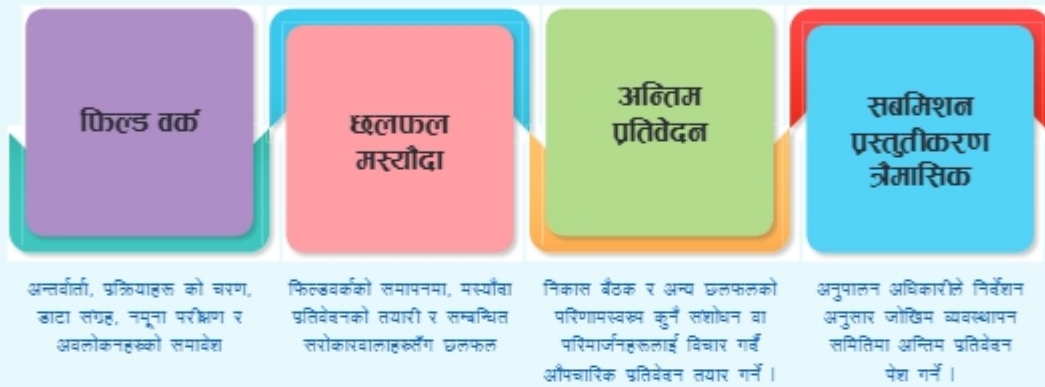 फिल्ड वर्क
छलफल
मस्यौदा
अन्तिम
प्रतिवेदन
सबमिशन
प्रस्तुतीकरण
त्रैमासिक
अन्तर्वार्ता, प्रक्रियाहरु को चरण,
डाटा संग्रह, नमूना परीक्षण र
अवलोकनहरुको समावेश
फिल्डवर्कको समापनमा, मस्यौदा
प्रतिवेदनको तयारी र सम्बन्धित
सरोकारवालाहरुसँग छलफल
निकास बैठक र अन्य छलफलको
परिणामस्वरुप कुनै संशोधन वा
परिमार्जनहरुलाई विचार गर्दै
औपचारिक प्रतिवेदन तयार गर्ने ।
अनुपालन अधिकारीले निर्देशन
अनुसार जोखिम व्यवस्थापन
समितिमा अन्तिम प्रतिवेदन
पेश गर्ने ।